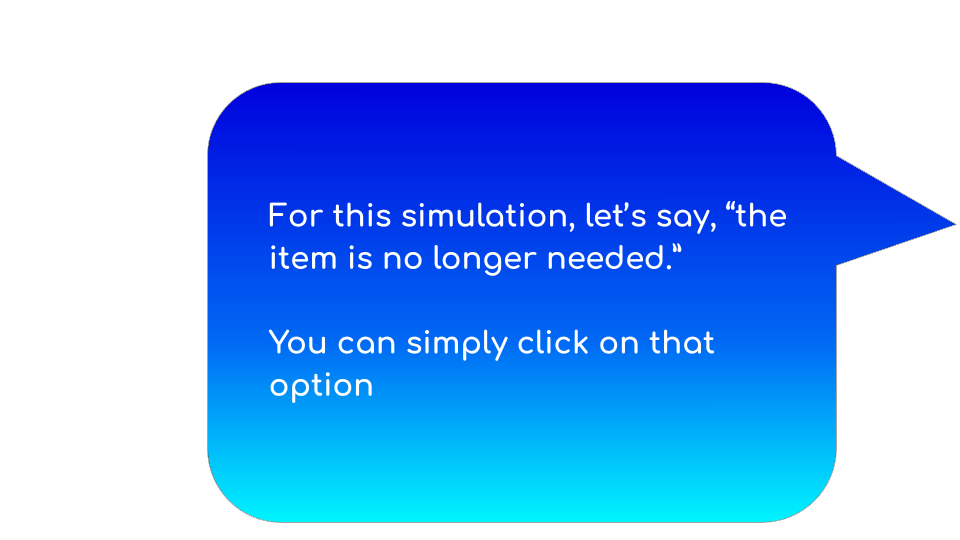 For this simulation, let’s say, “the
item is no longer needed.”
You can simply click on that
option